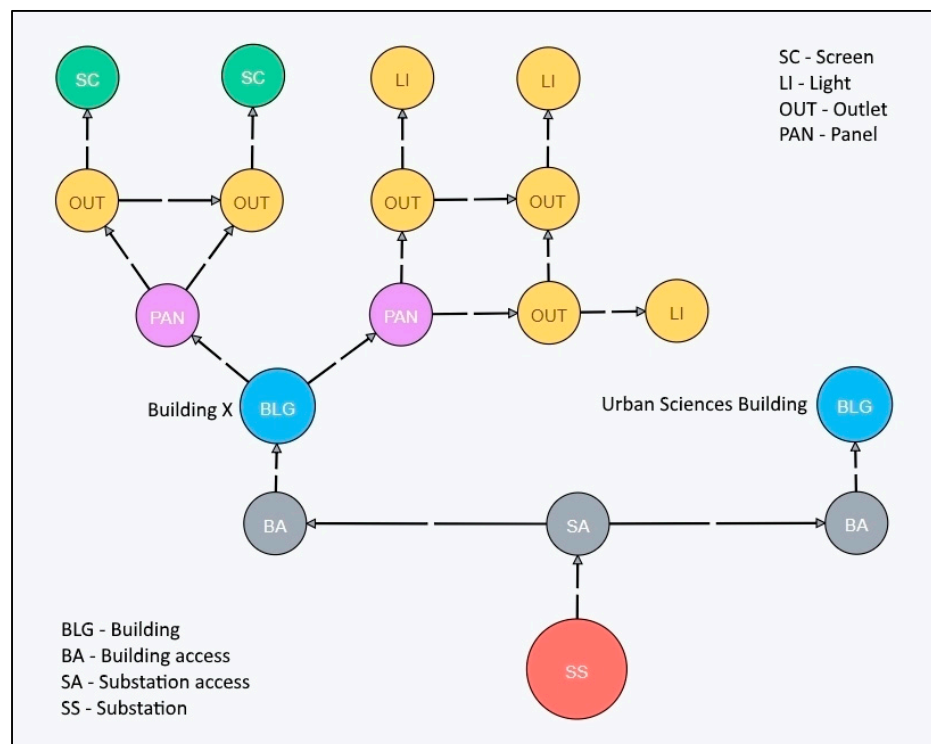 SC
SC
LI
LI
SC - Screen
LI - Light
OUT - Outlet
PAN - Panel
OUT
OUT
OUT
OUT
PAN
PAN
OUT
LI
Building X
BLG
Urban Sciences Building
BLG
BA
SA
BA
BLG - Building
BA - Building access
SA - Substation access
SS - Substation
SS